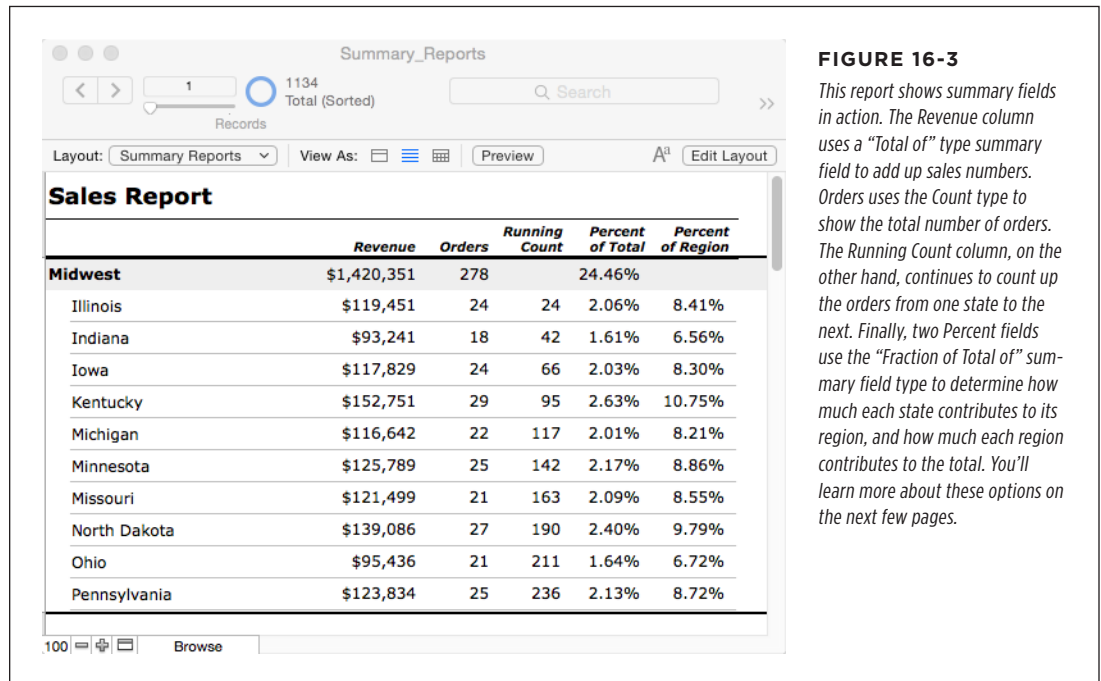 Summary_Reports
1
1134
Total (Sorted)
Search
Records
Layout: Summary Reports View As: Preview Aa Edit Layout
Sales Report
Revenue Orders Running Count Percent of Total Percent of Region
Midwest $1,420,351 278 24.46%
Illinois $119,451 24 24 2.06% 8.41%
Indiana $93,241 18 42 1.61% 6.56%
Iowa $117,829 24 66 2.03% 8.30%
Kentucky $152,751 29 95 2.63% 10.75%
Michigan $116,642 22 117 2.01% 8.21%
Minnesota $125,789 25 142 2.17% 8.86%
Missouri $121,499 21 163 2.09% 8.55%
North Dakota $139,086 27 190 2.40% 9.79%
Ohio $95,436 21 211 1.64% 6.72%
Pennsylvania $123,834 25 236 2.13% 8.72%
100 Browse
FIGURE 16-3
This report shows summary fields
in action. The Revenue column
uses a “Total of” type summary
field to add up sales numbers.
Orders uses the Count type to
show the total number of orders.
The Running Count column, on the
other hand, continues to count up
the orders from one state to the
next. Finally, two Percent fields
use the “Fraction of Total of” sum-
mary field type to determine how
much each state contributes to its
region, and how much each region
contributes to the total. You’ll
learn more about these options on
the next few pages.